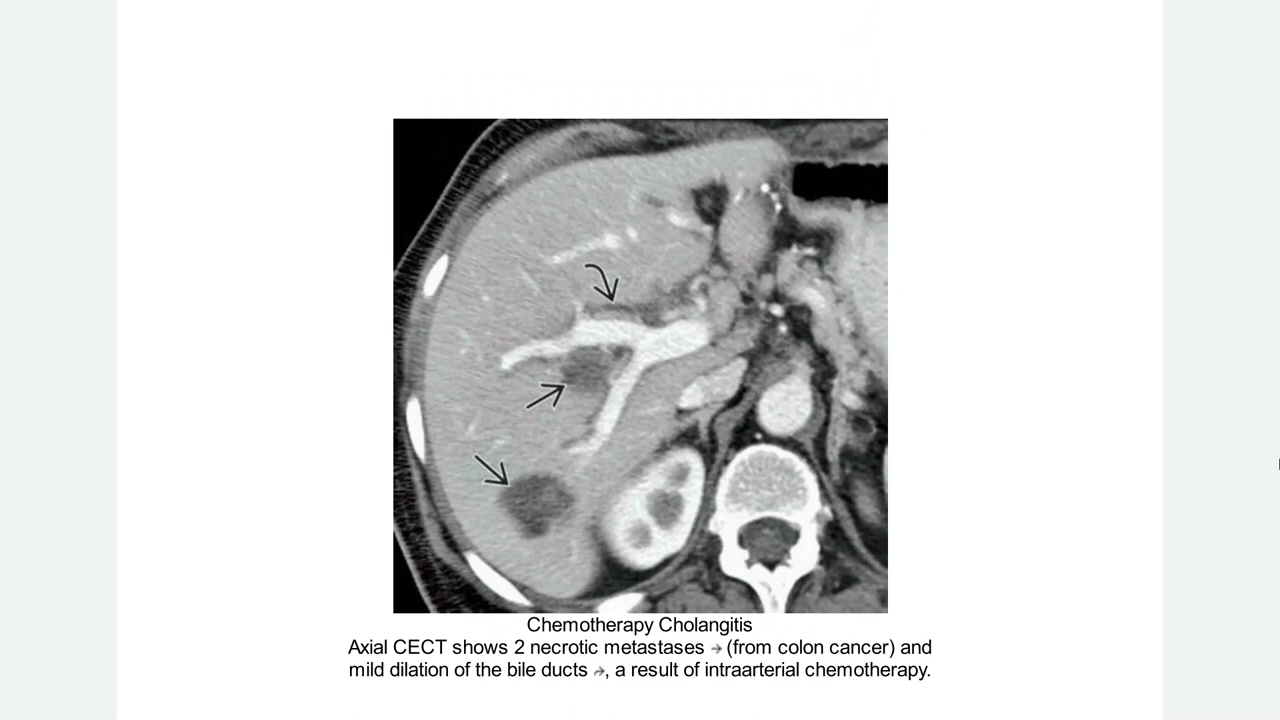 Chemotherapy Cholangitis
Axial CECT shows 2 necrotic metastases → (from colon cancer) and
mild dilation of the bile ducts ⤵, a result of intraarterial chemotherapy.